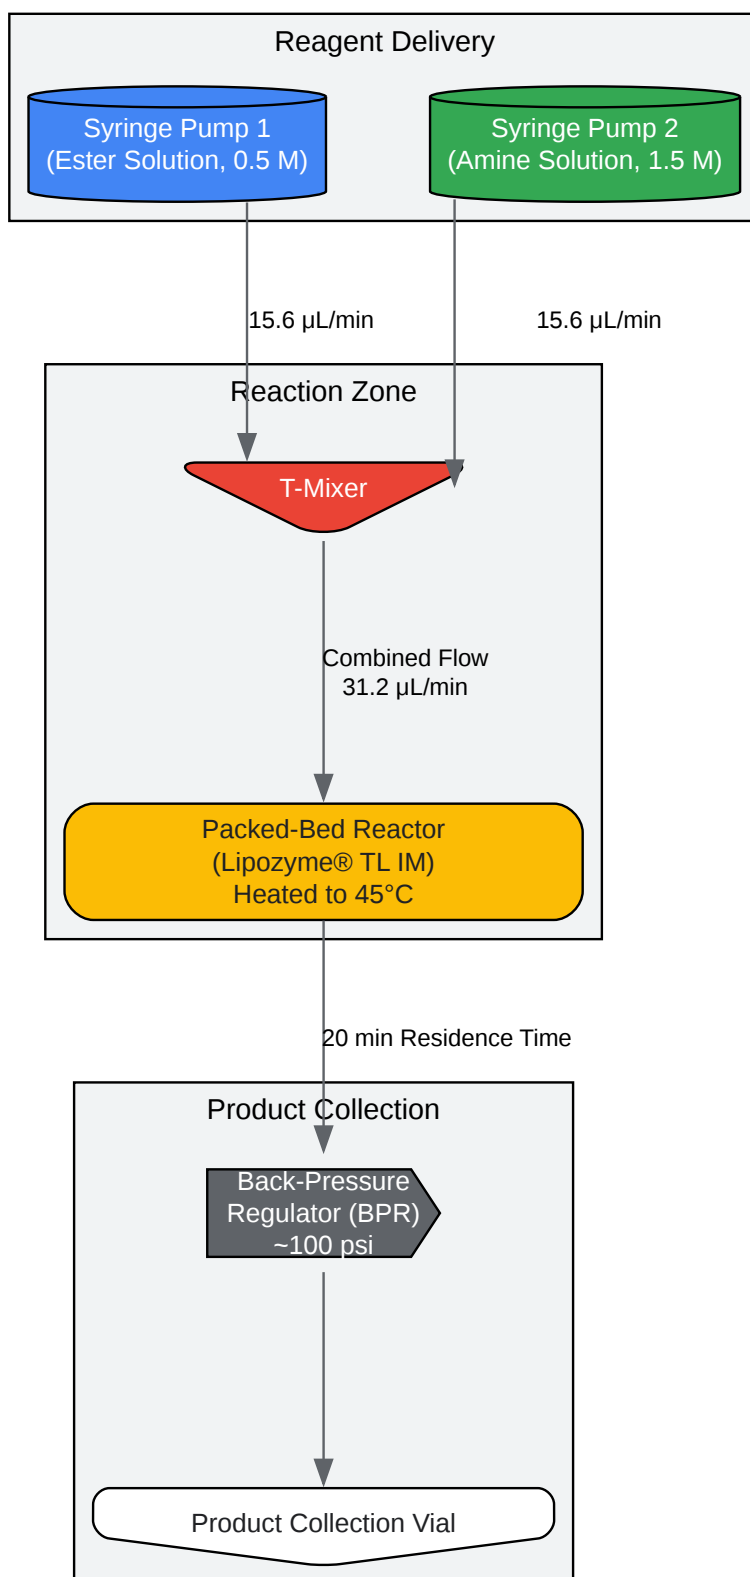 Reagent Delivery
Syringe Pump 1
(Ester Solution, 0.5 M)
Syringe Pump 2
(Amine Solution, 1.5 M)
15.6 μL/min
15.6 μL/min
Reaction Zone
T-Mixer
Combined Flow
31.2 μL/min
Packed-Bed Reactor
(Lipozyme® TL IM)
Heated to 45°C
20 min Residence Time
Product Collection
Back-Pressure
Regulator (BPR)
~100 psi
Product Collection Vial